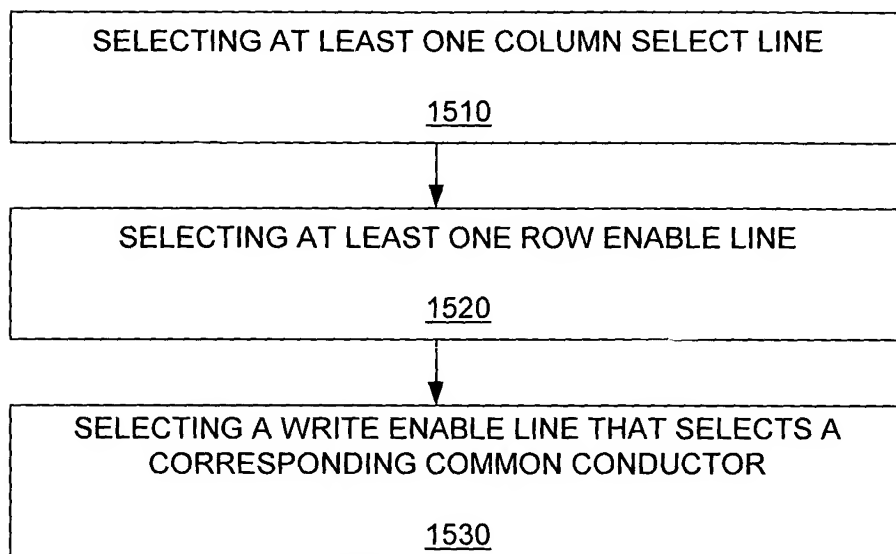 SELECTING AT LEAST ONE COLUMN SELECT LINE
1510
SELECTING AT LEAST ONE ROW ENABLE LINE
1520
SELECTING A WRITE ENABLE LINE THAT SELECTS A
CORRESPONDING COMMON CONDUCTOR
1530